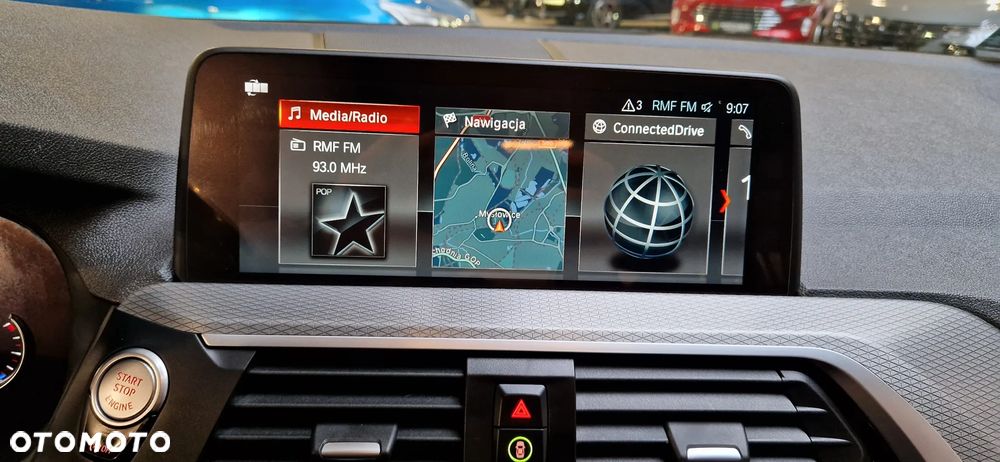 Media/Radio
RMF FM
93.0 MHz
POP
Nawigacja
Mysłowice
ConnectedDrive
3 RMF FM 9:07
1
START
STOP
ENGINE
OTOMOTO